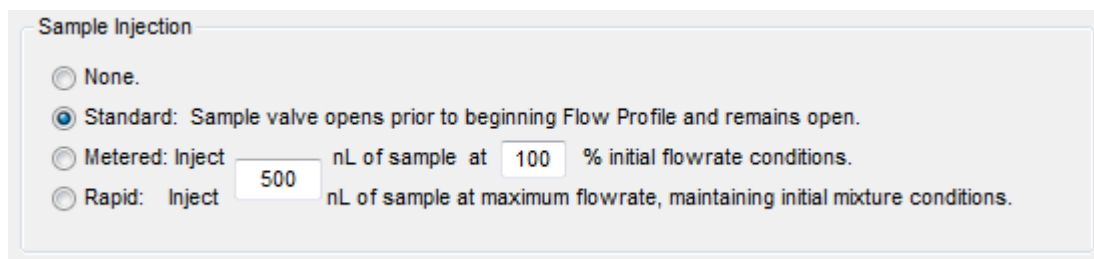 Sample Injection
None.
Standard: Sample valve opens prior to beginning Flow Profile and remains open.
Metered: Inject 500 nL of sample at 100 % initial flowrate conditions.
Rapid: Inject nL of sample at maximum flowrate, maintaining initial mixture conditions.